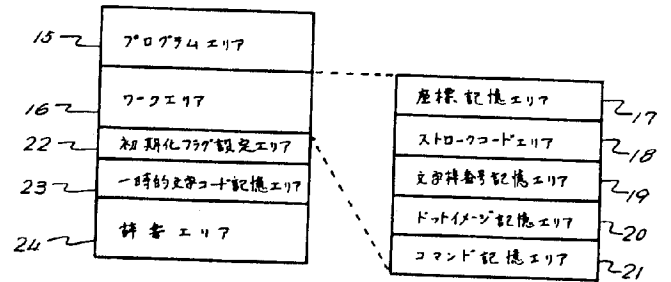 15 プログラムエリア
16 ワークエリア
22 初期化フラグ設定エリア
23 一時的文字コード記憶エリア
24 辞書エリア
座標記憶エリア 17
ストロークコードエリア 18
文字枠番号記憶エリア 19
ドットイメージ記憶エリア 20
コマンド記憶エリア 21